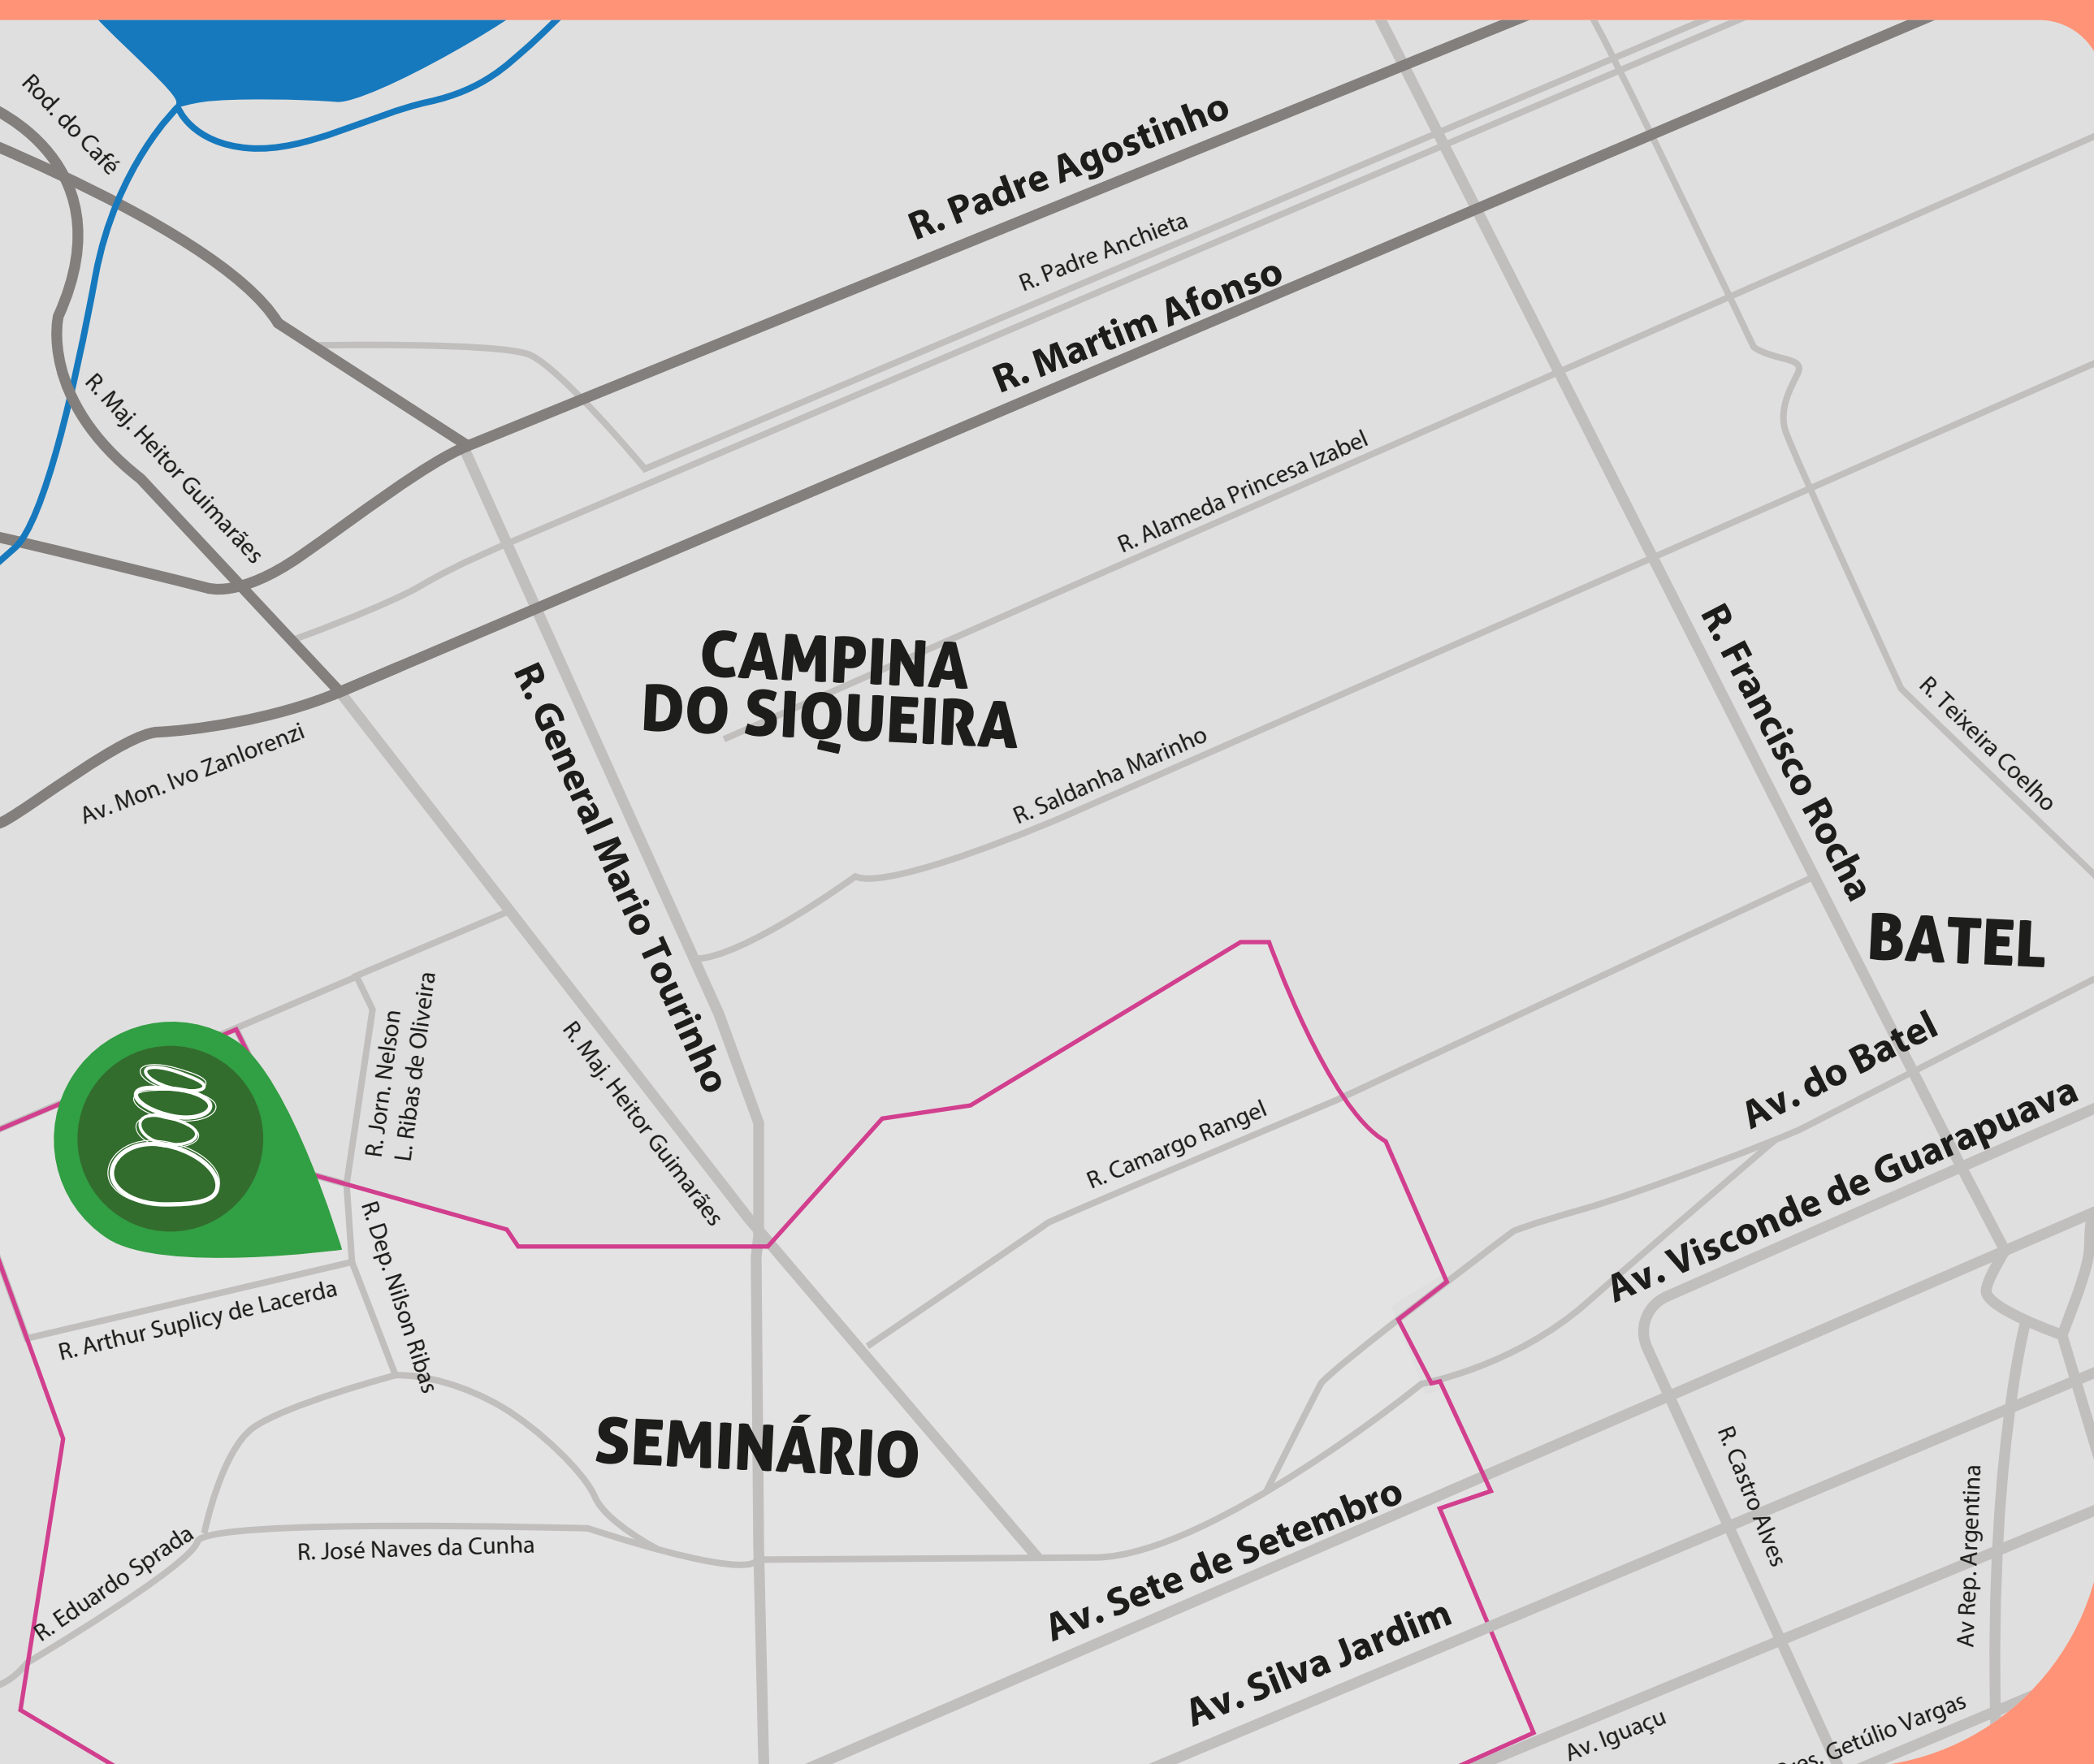 Rod. do Café
R. Padre Agostinho
R. Padre Anchieta
R. Martim Afonso
R. Maj. Heitor Guimarães
R. Alameda Princesa Izabel
CAMPINA
DO SIQUEIRA
R. General Mario Tourinho
R. Francisco Rocha
R. Teixeira Coelho
Av. Mon. Ivo Zanlorenzi
R. Saldanha Marinho
BATEL
R. Jorn. Nelson
L. Ribas de Oliveira
R. Maj. Heitor Guimarães
Av. do Batel
R. Camargo Rangel
Av. Visconde de Guarapuava
R. Dep. Nilson Ribas
R. Arthur Suplicy de Lacerda
SEMINÁRIO
R. Castro Alves
Av Rep. Argentina
R. José Naves da Cunha
R. Eduardo Sprada
Av. Sete de Setembro
Av. Silva Jardim
Av. Iguaçu
Getúlio Vargas